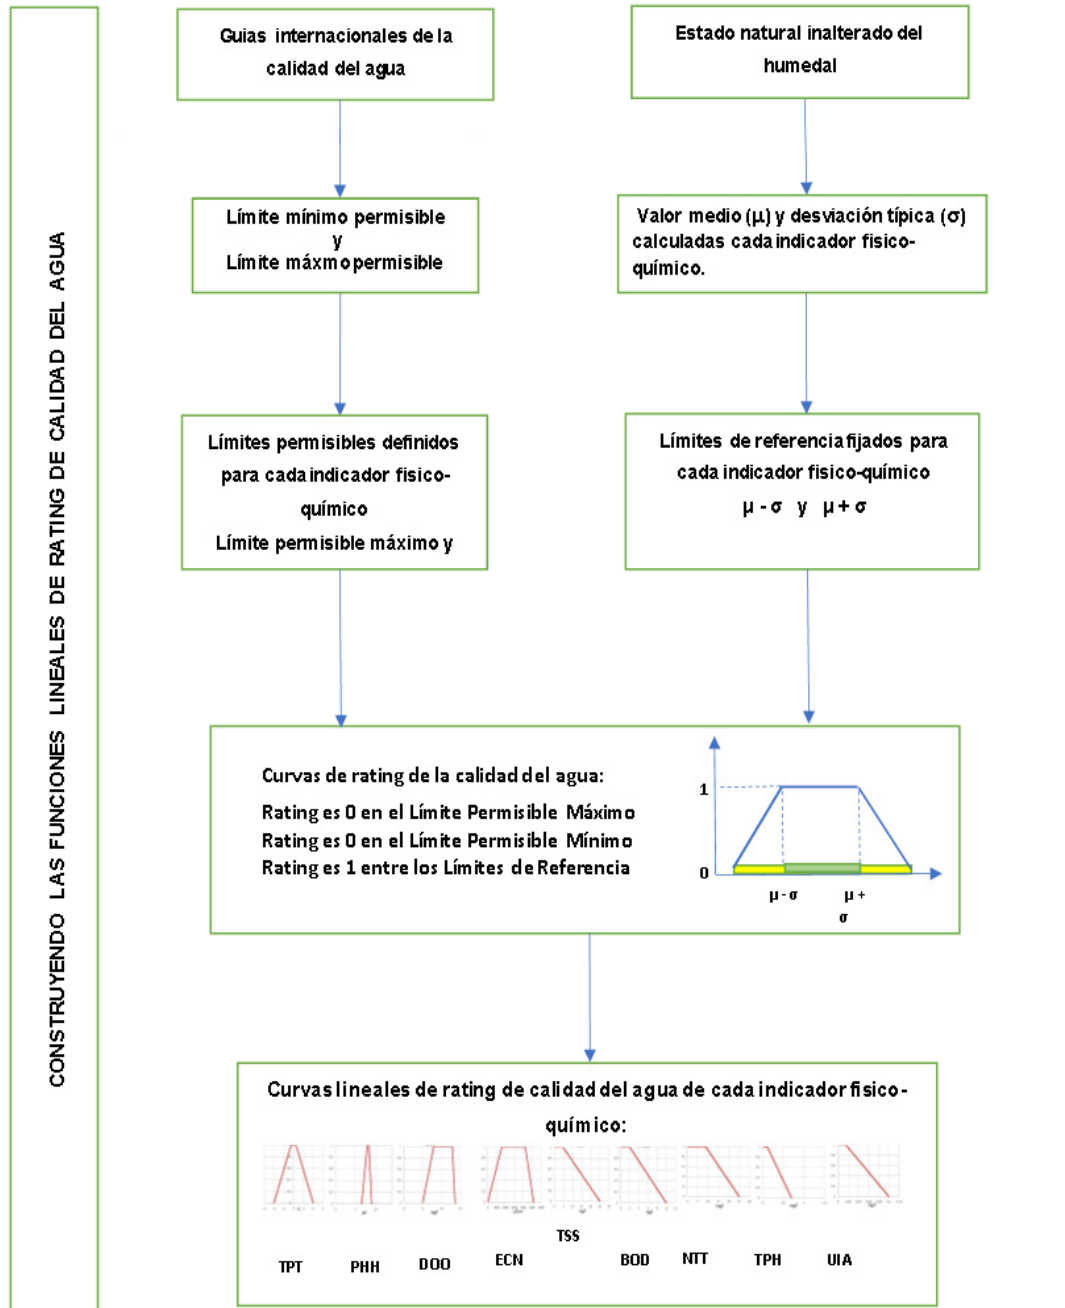 CONSTRUYENDO LAS FUNCIONES LINEALES DE RATING DE CALIDAD DEL AGUA
Guias internacionales de la
calidad del agua
Estado natural inalterado del
humedal
Límite mínimo permisible
y
Límite máxmo permisible
Valor medio (μ) y desviación típica (σ)
calculadas cada indicador fisico-
químico.
Límites permisibles definidos
para cada indicador fisico-
químico
Límite permisible máximo y
Límites de referencia fijados para
cada indicador fisico-químico
μ - σ y μ + σ
Curvas de rating de la calidad del agua:
Rating es 0 en el Límite Permisible Máximo
Rating es 0 en el Límite Permisible Mínimo
Rating es 1 entre los Límites de Referencia
1
0
μ - σ
μ +
σ
Curvas lineales de rating de calidad del agua de cada indicador fisico-
químico:
TPT
PHH
DOO
ECN
TSS
BOD
NTT
TPH
UIA